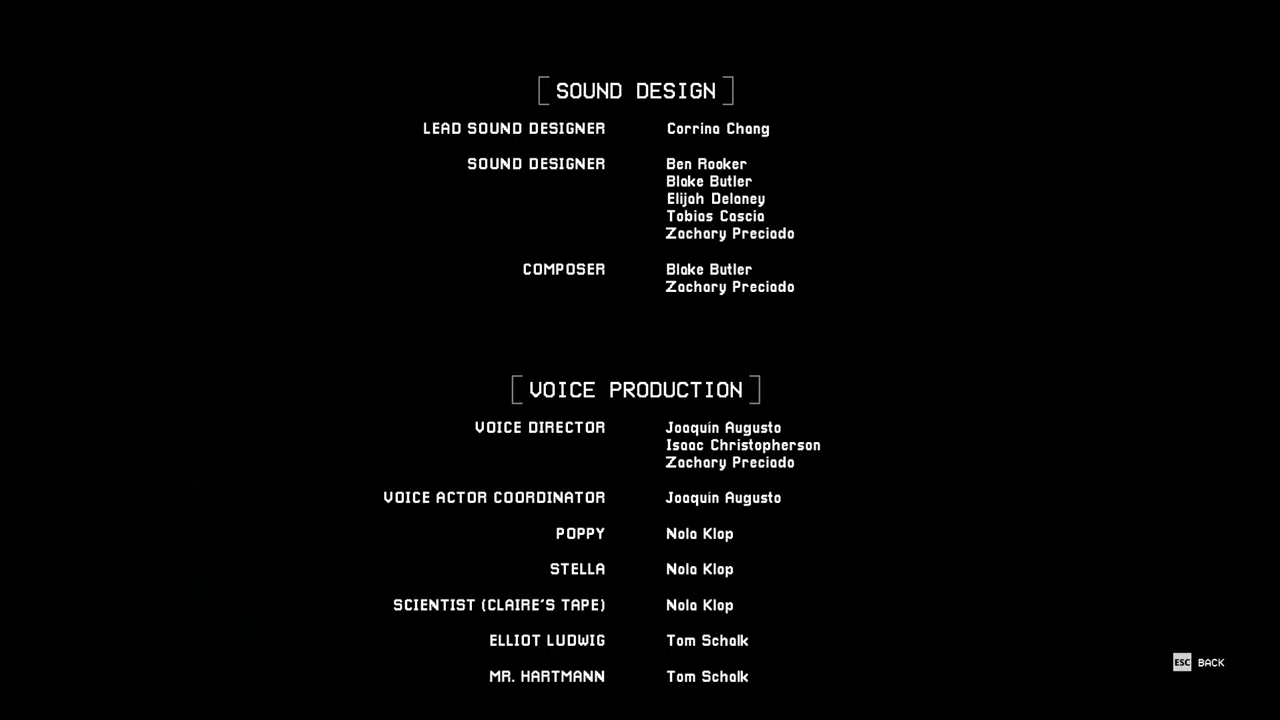 SOUND DESIGN
LEAD SOUND DESIGNER Corrina Chang
SOUND DESIGNER Ben Rooker
Blake Butler
Elijah Delaney
Tobias Cascia
Zachary Preciado
COMPOSER Blake Butler
Zachary Preciado
VOICE PRODUCTION
VOICE DIRECTOR Joaquín Augusto
Isaac Christopherson
Zachary Preciado
VOICE ACTOR COORDINATOR Joaquín Augusto
POPPY Nola Klop
STELLA Nola Klop
SCIENTIST (CLAIRE'S TAPE) Nola Klop
ELLIOT LUDWIG Tom Schalk
ESC BACK
MR. HARTMANN Tom Schalk